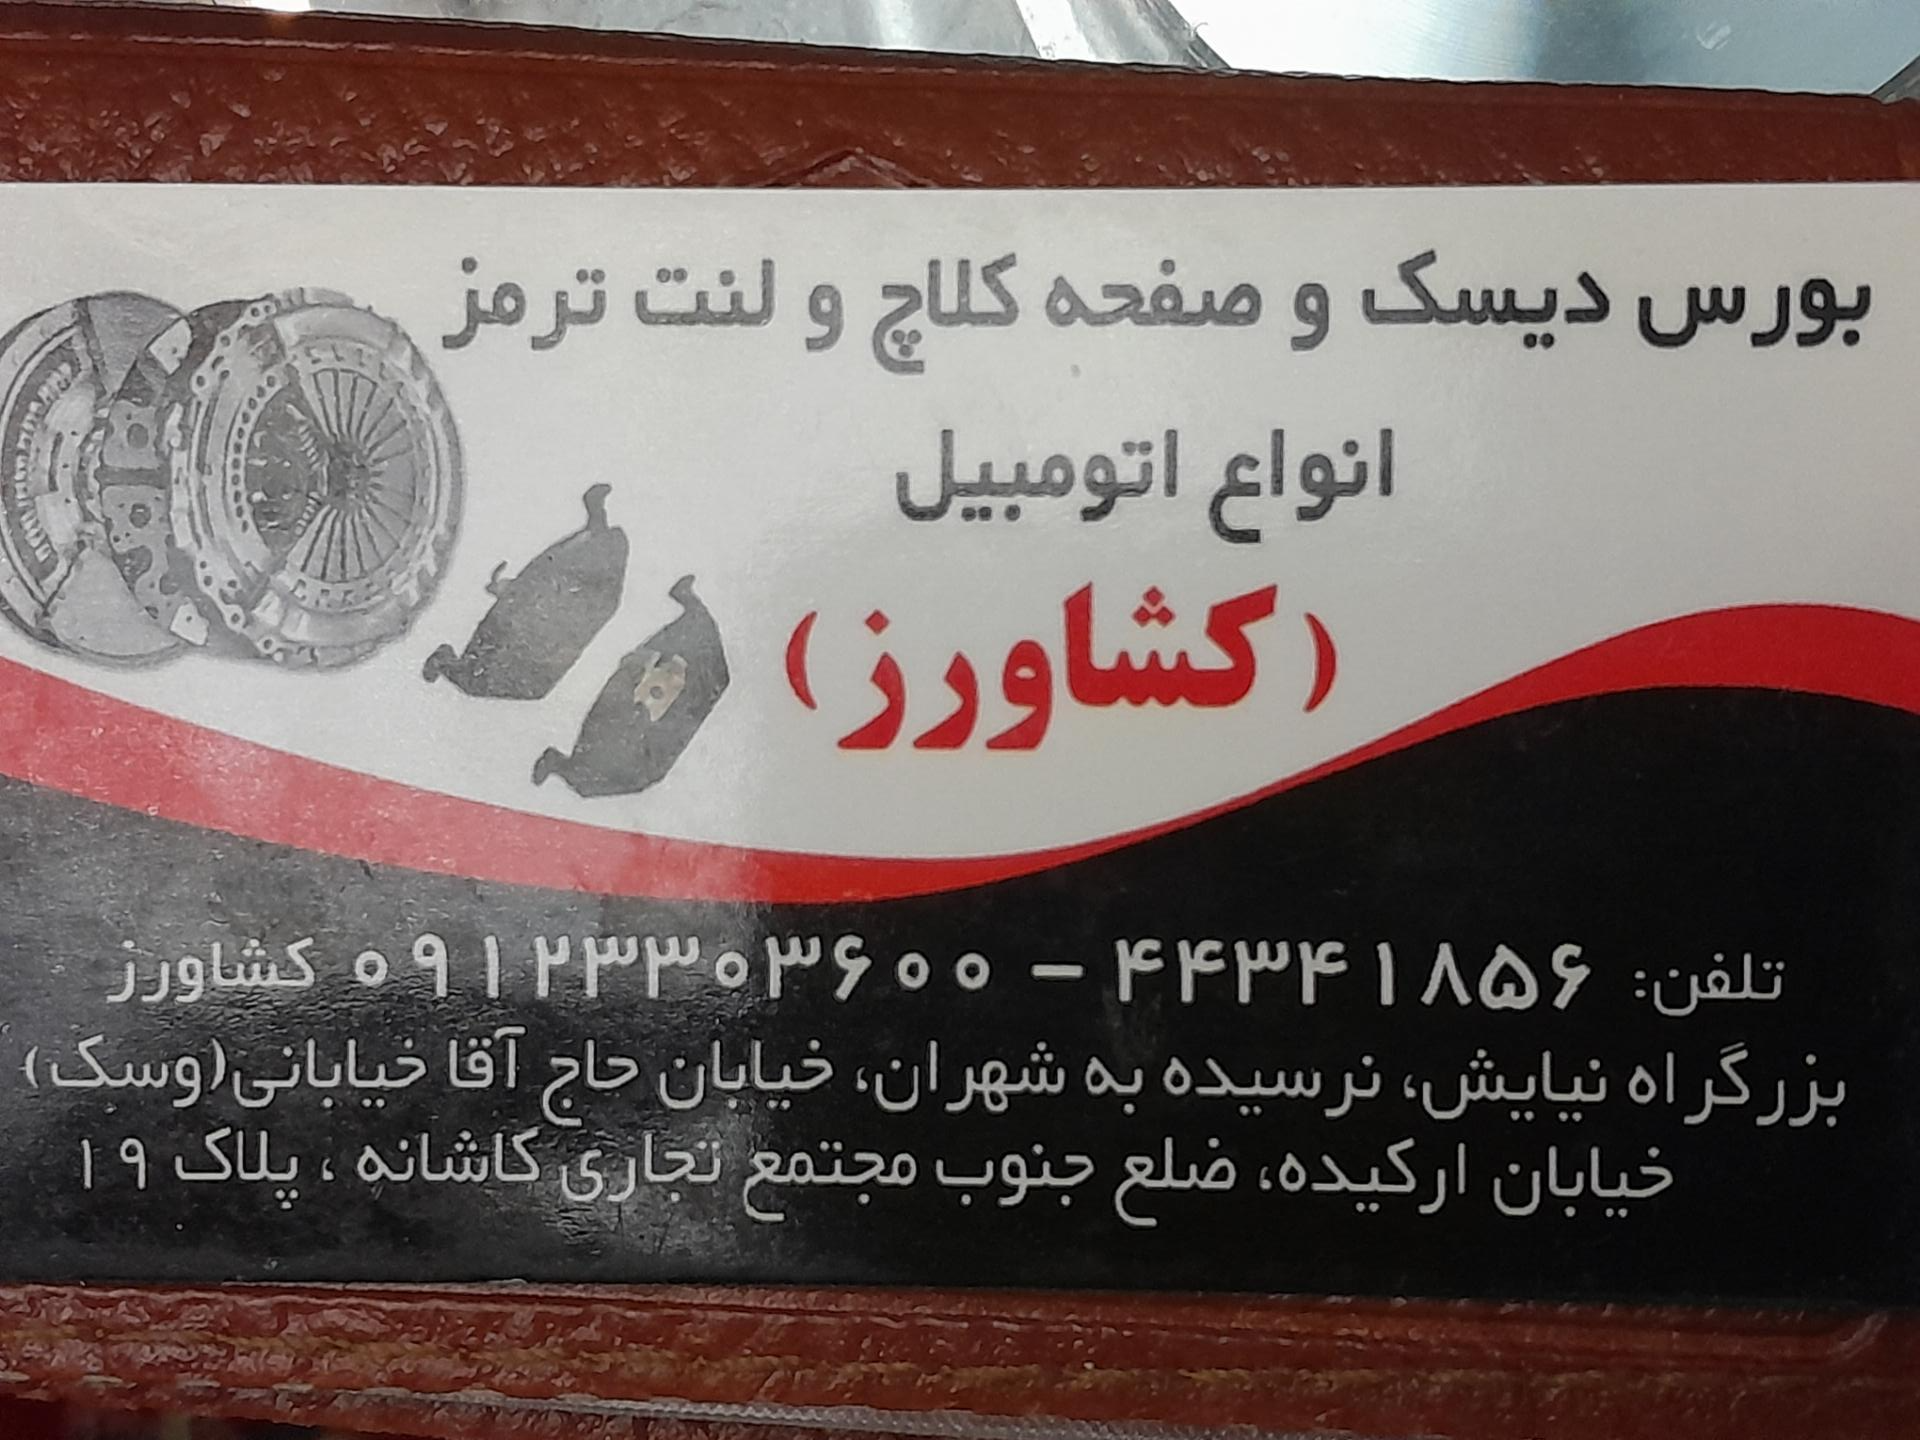 بورس دیسک و صفحه کلاچ و لنت ترمز
انواع اتومبیل
(کشاورز)
تلفن: ۴۴۳۴۱۸۵۶ – ۰۹۱۲۳۳۰۳۶۰۰ کشاورز
بزرگراه نیایش، نرسیده به شهران، خیابان حاج آقا خیابانی(وسک)
خیابان ارکیده، ضلع جنوب مجتمع تجاری کاشانه ، پلاک ۱۹